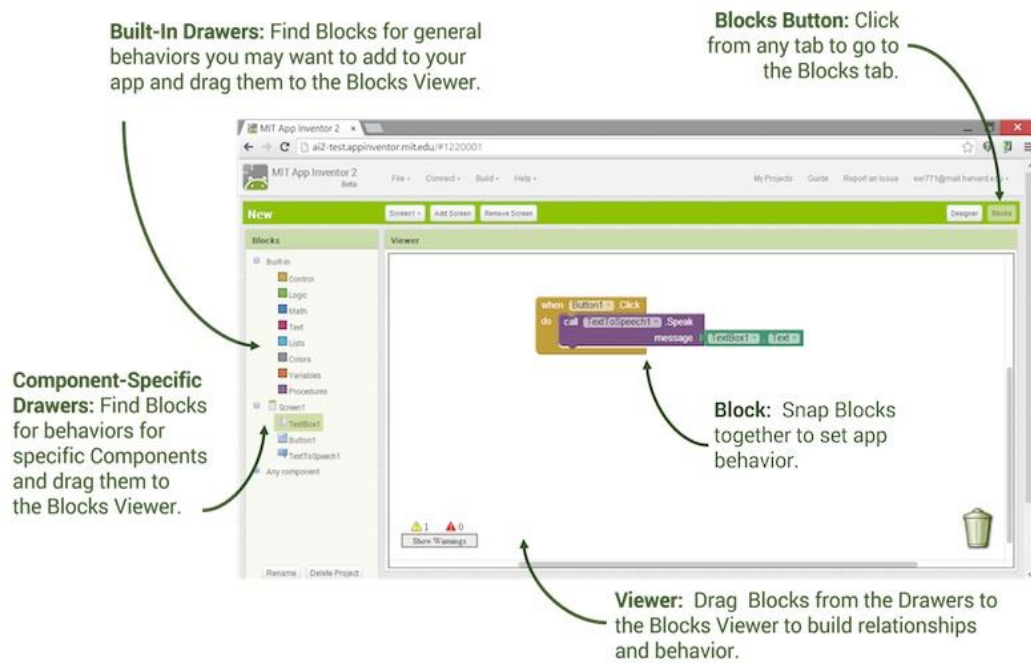 Built-In Drawers: Find Blocks for general
behaviors you may want to add to your
app and drag them to the Blocks Viewer.
Blocks Button: Click
from any tab to go to
the Blocks tab.
MIT App Inventor 2
ai2-test.appinventor.mit.edu/#1220001
MIT App Inventor 2
Beta
File Connect Build Help
My Projects Guide Report an Issue
New
Screen1 Add Screen Remove Screen
Designer Blocks
Blocks
Viewer
Built-in
Control
Logic
Math
Text
Lists
Colors
Variables
Procedures
Screen1
TextBox1
Button1
TextToSpeech1
Any component
Rename Delete Project
when Button1 .Click
do call TextToSpeech1 .Speak
message TextBox1 . Text
1 0
Show Warnings
Component-Specific
Drawers: Find Blocks
for behaviors for
specific Components
and drag them to
the Blocks Viewer.
Block: Snap Blocks
together to set app
behavior.
Viewer: Drag Blocks from the Drawers to
the Blocks Viewer to build relationships
and behavior.